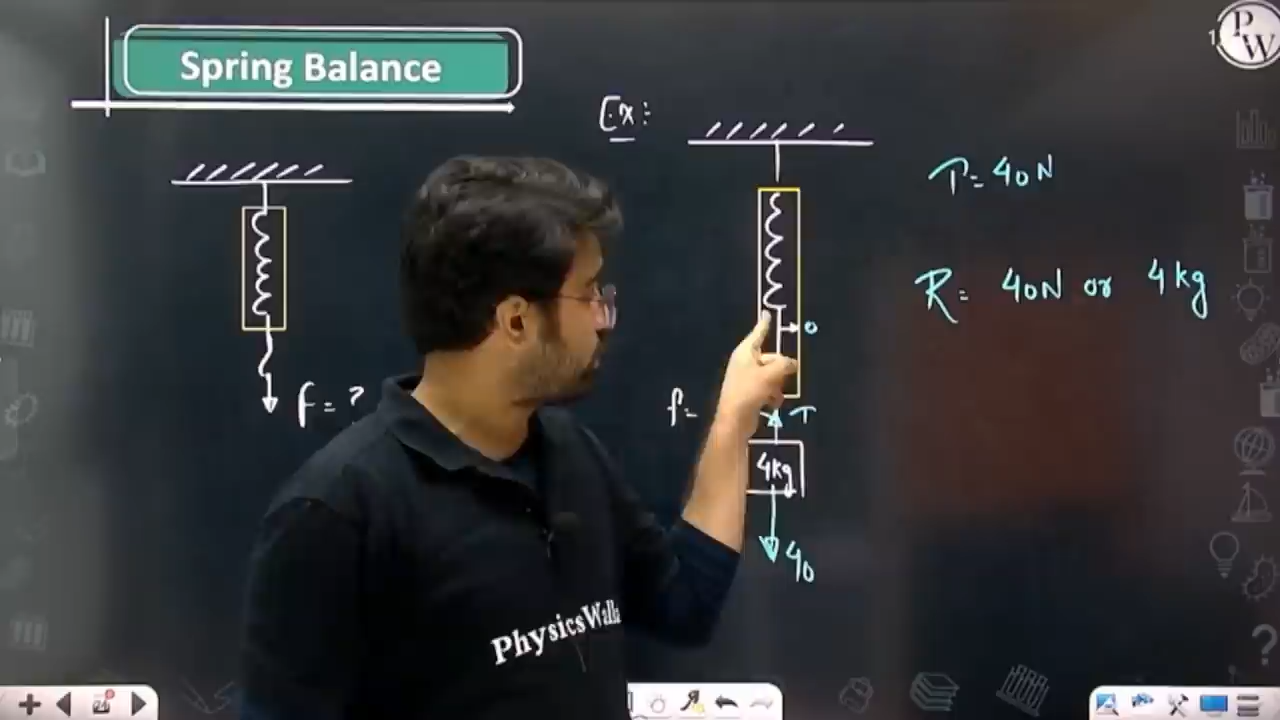 Spring Balance
PW
Ex:
T=40N
R= 40N or 4kg
0
f=?
f=
T
4kg
40
PhysicsWalla